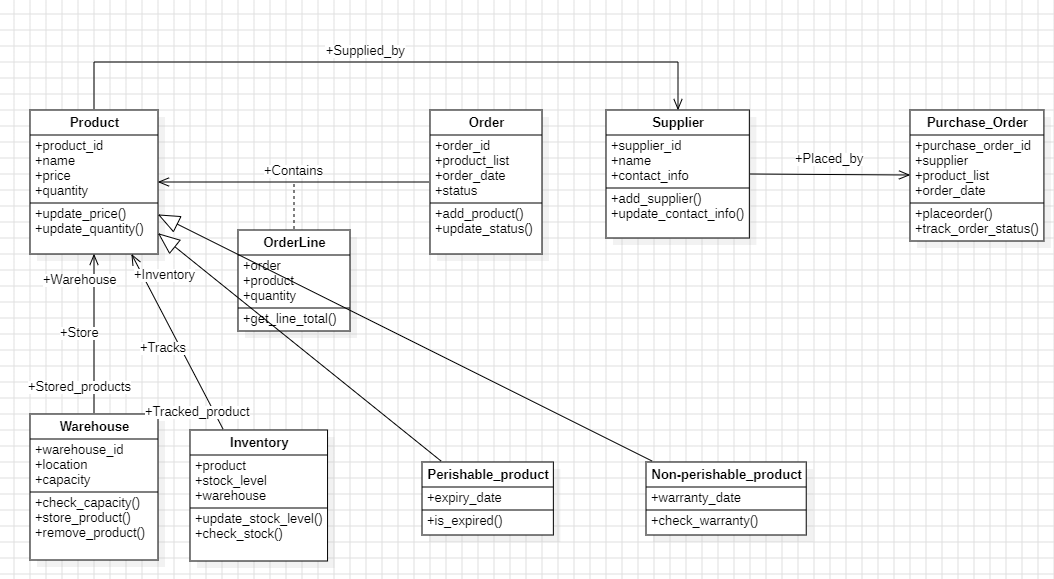 +Supplied_by
Product
+product_id
+name
+price
+quantity
+update_price()
+update_quantity()
+Contains
Order
+order_id
+product_list
+order_date
+status
+add_product()
+update_status()
Supplier
+supplier_id
+name
+contact_info
+add_supplier()
+update_contact_info()
+Placed_by
Purchase_Order
+purchase_order_id
+supplier
+product_list
+order_date
+placeorder()
+track_order_status()
OrderLine
+order
+product
+quantity
+get_line_total()
+Warehouse
+Inventory
+Store
+Tracks
+Stored_products
+Tracked_product
Warehouse
+warehouse_id
+location
+capacity
+check_capacity()
+store_product()
+remove_product()
Inventory
+product
+stock_level
+warehouse
+update_stock_level()
+check_stock()
Perishable_product
+expiry_date
+is_expired()
Non-perishable_product
+warranty_date
+check_warranty()